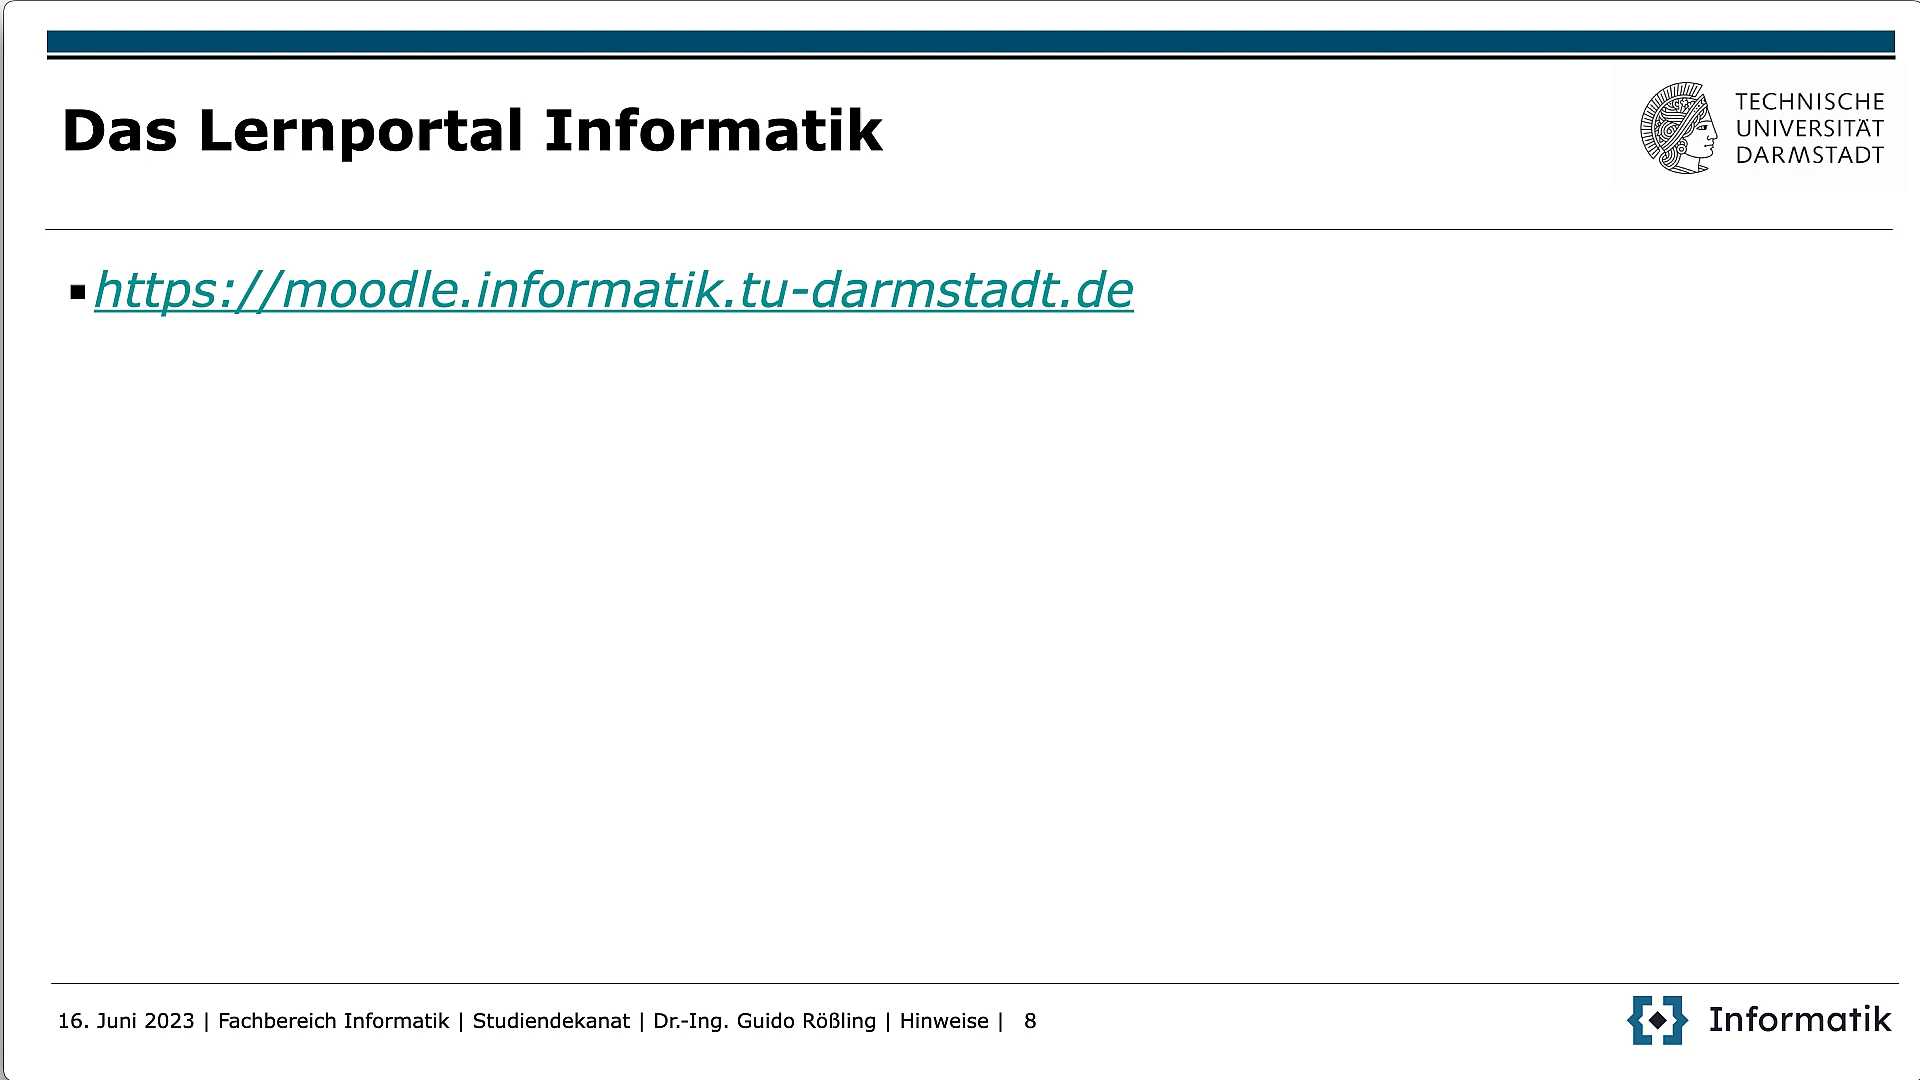 Das Lernportal Informatik
TECHNISCHE
UNIVERSITÄT
DARMSTADT
▪ https://moodle.informatik.tu-darmstadt.de
16. Juni 2023 | Fachbereich Informatik | Studiendekanat | Dr.-Ing. Guido Rößling | Hinweise | 8
Informatik